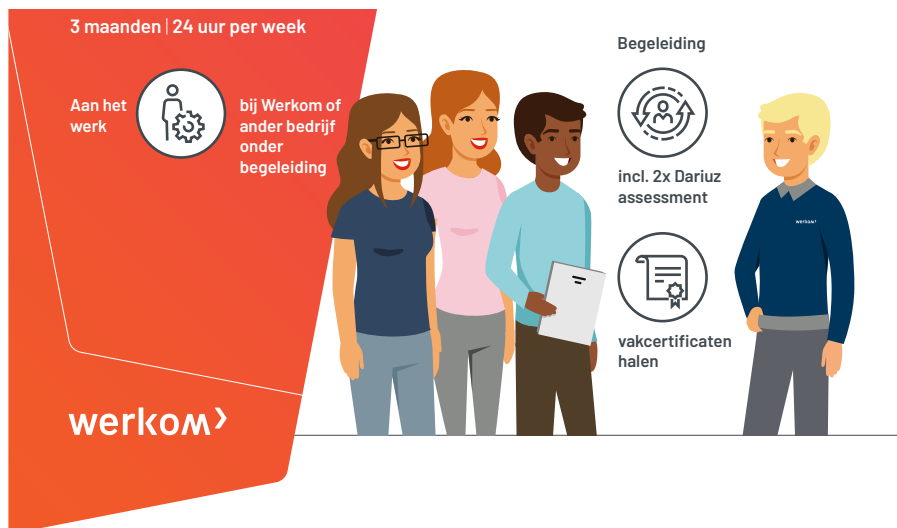 3 maanden | 24 uur per week
Aan het
werk
bij Werkom of
ander bedrijf
onder
begeleiding
werkom
Begeleiding
incl. 2x Dariuz
assessment
vakcertificaten
halen
werkom